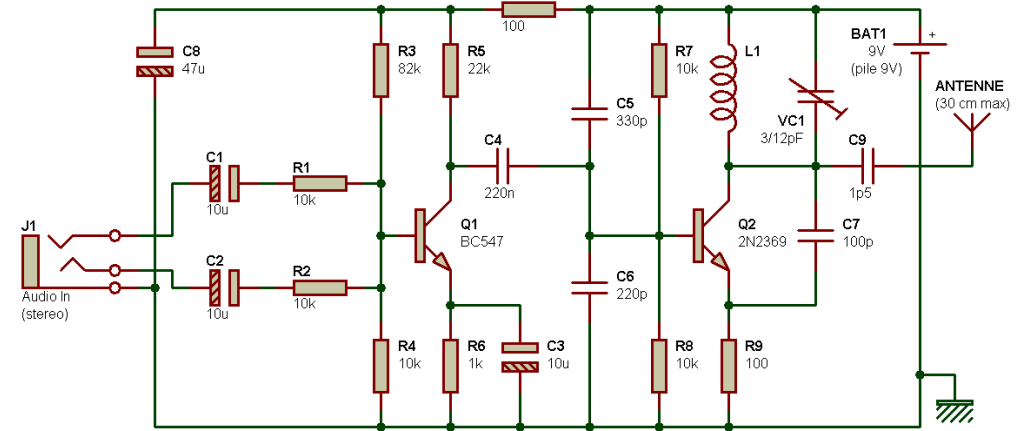 100
C8
47u
R3
82k
R5
22k
R7
10k
L1
BAT1
9V
(pile 9V)
+
ANTENNE
(30 cm max)
C5
330p
VC1
3/12pF
C4
220n
C9
1p5
C1
10u
R1
10k
J1
Audio In
(stereo)
Q1
BC547
Q2
2N2369
C7
100p
C2
10u
R2
10k
C6
220p
R4
10k
R6
1k
C3
10u
R8
10k
R9
100